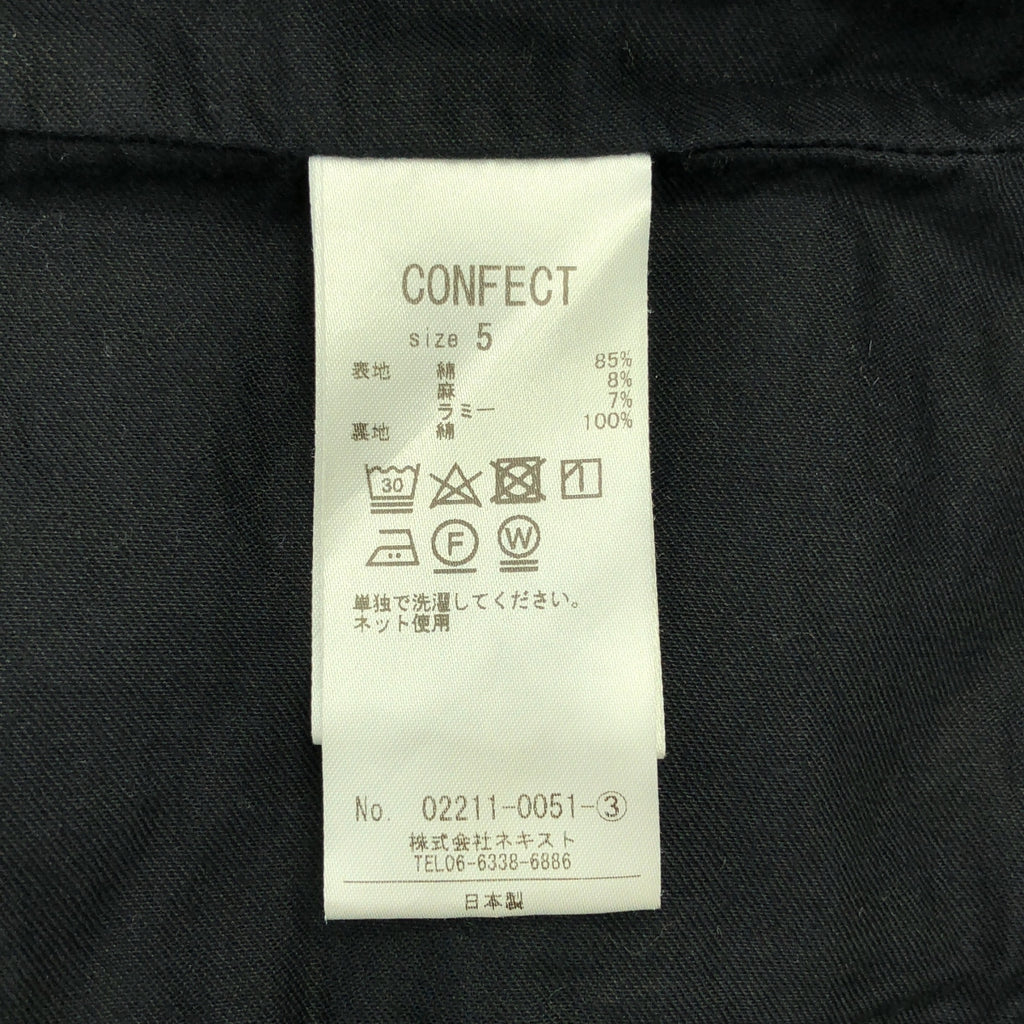 CONFECT
size 5
表地 綿 85%
麻 8%
ラミー 7%
裏地 綿 100%
30
F W
単独で洗濯してください。
ネット使用
No. 02211-0051-③
株式会社ネキスト
TEL06-6338-6886
日本製